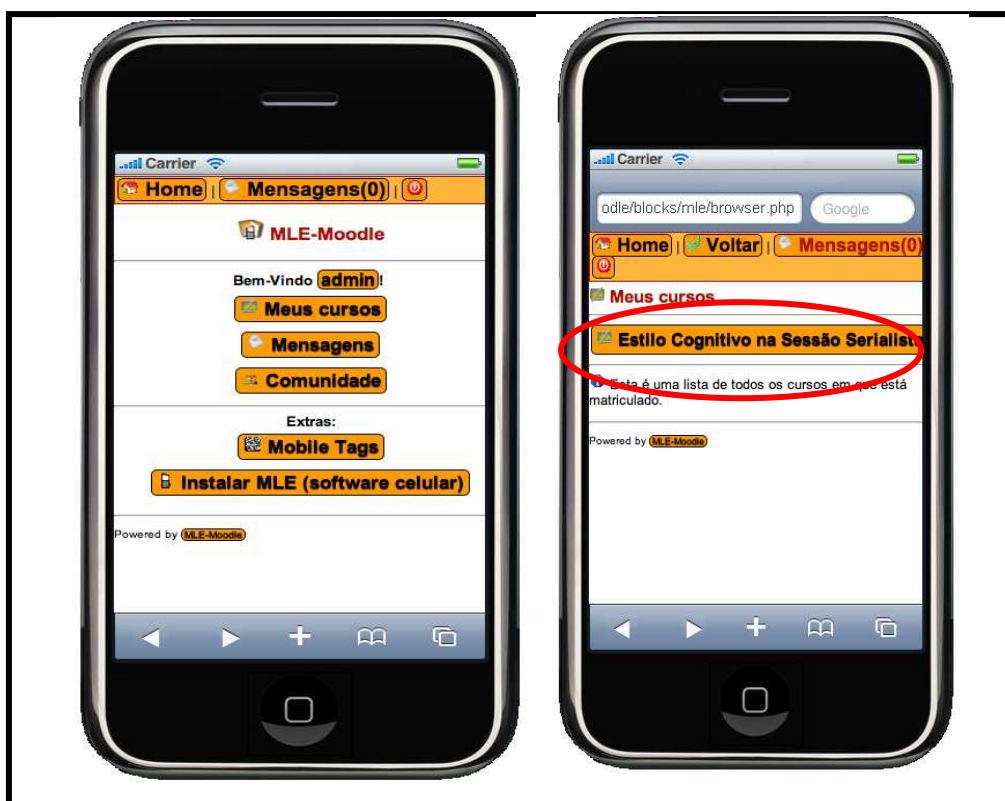 Carrier
Home | Mensagens(0) |
MLE-Moodle
Bem-Vindo admin!
Meus cursos
Mensagens
Comunidade
Extras:
Mobile Tags
Instalar MLE (software celular)
Powered by MLE-Moodle
Carrier
odle/blocks/mle/browser.php Google
Home | Voltar | Mensagens(0)
Meus cursos
Estilo Cognitivo na Sessão Serialist
Esta é uma lista de todos os cursos em que está
matriculado.
Powered by MLE-Moodle